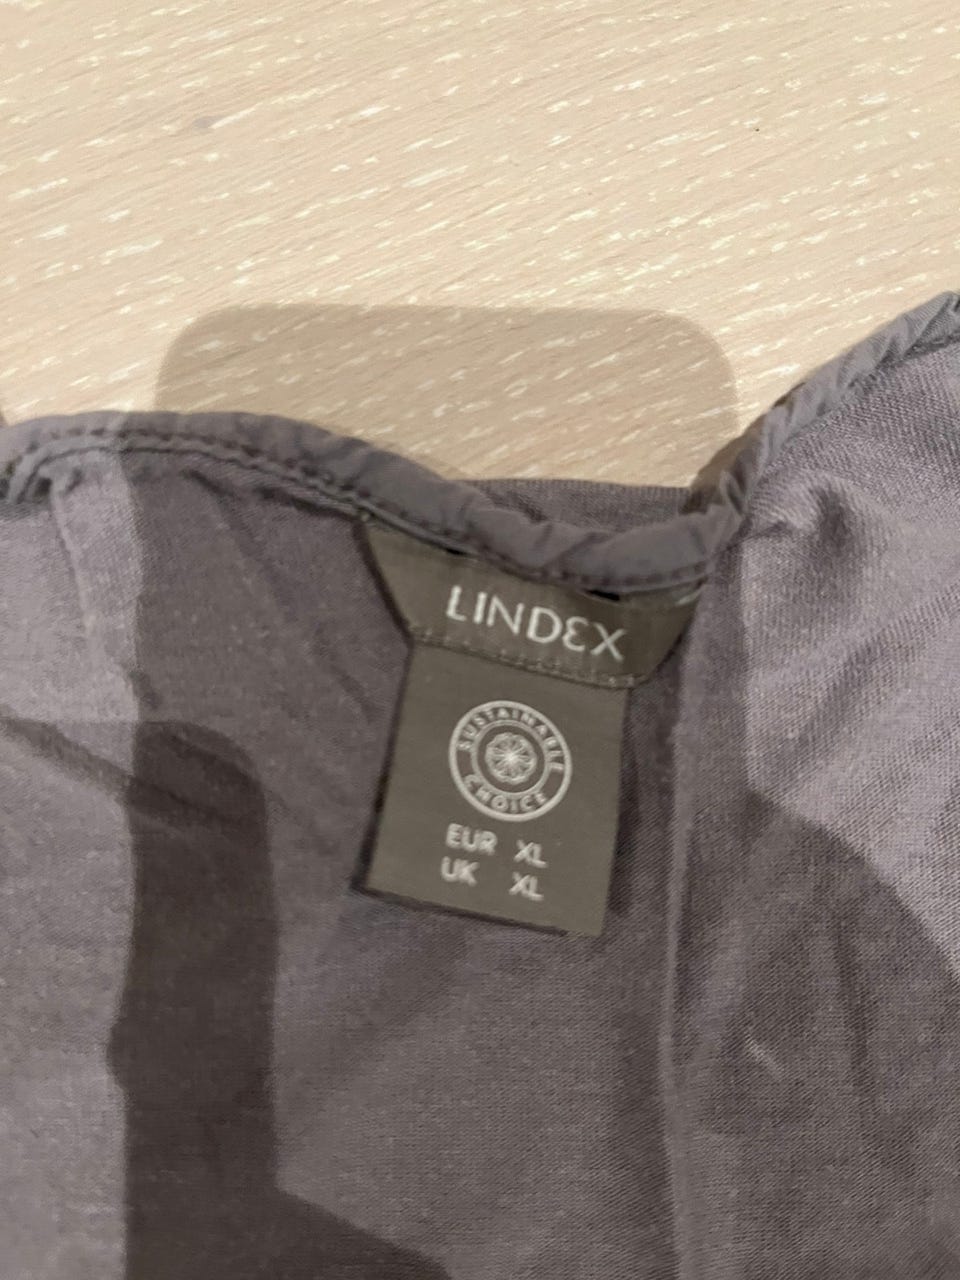 LINDEX
SUSTAINABLE
CHOICE
EUR XL
UK XL